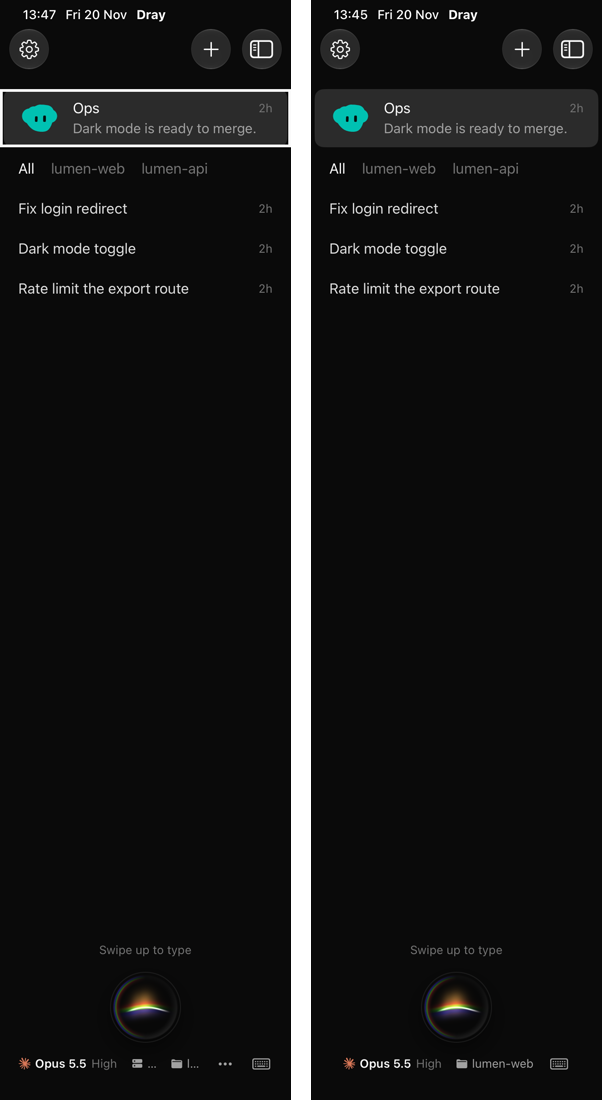 13:47 Fri 20 Nov Dray
Ops 2h
Dark mode is ready to merge.
All lumen-web lumen-api
Fix login redirect 2h
Dark mode toggle 2h
Rate limit the export route 2h
Swipe up to type
Opus 5.5 High ... l... •••
13:45 Fri 20 Nov Dray
Ops 2h
Dark mode is ready to merge.
All lumen-web lumen-api
Fix login redirect 2h
Dark mode toggle 2h
Rate limit the export route 2h
Swipe up to type
Opus 5.5 High lumen-web